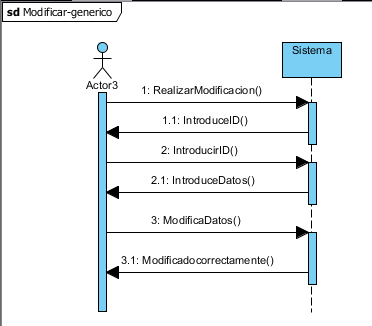 sd Modificar-generico
Sistema
Actor3
1: RealizarModificacion()
1.1: IntroduceID()
2: IntroducirID()
2.1: IntroduceDatos()
3: ModificaDatos()
3.1: Modificadocorrectamente()